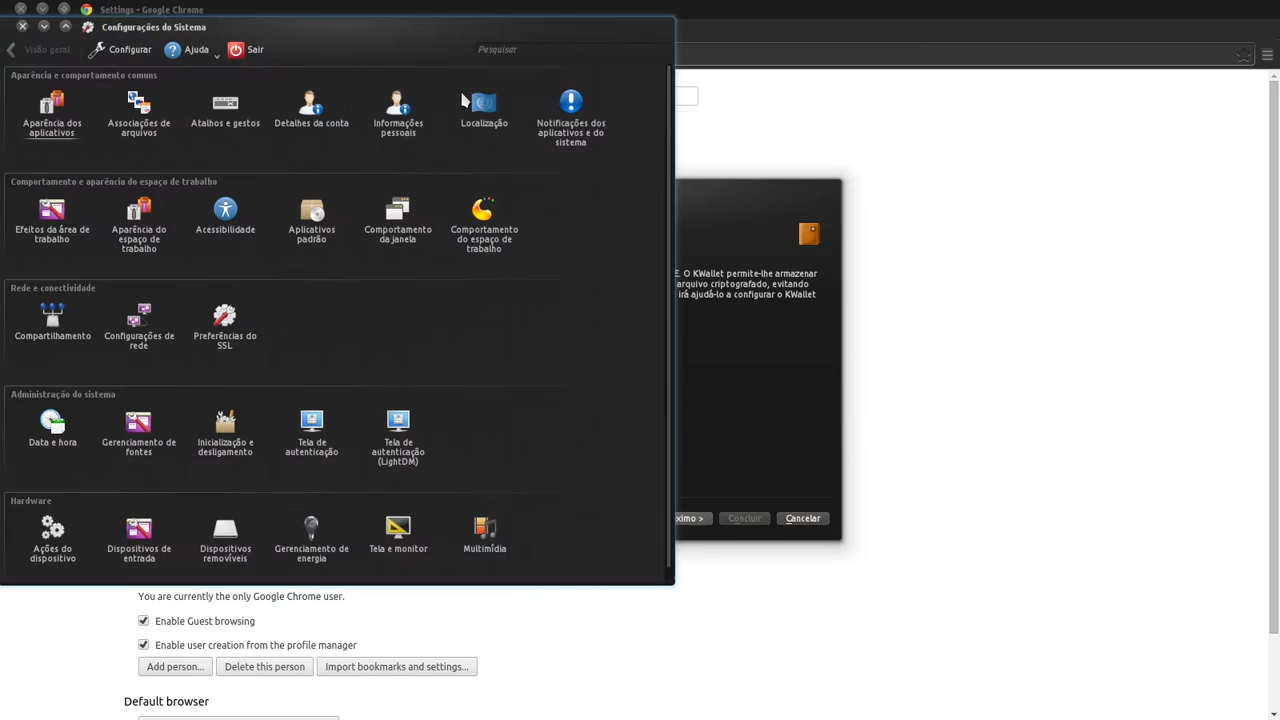 Settings - Google Chrome
Configurações do Sistema
Visão geral Configurar Ajuda Sair Pesquisar
Aparência e comportamento comuns
Aparência dos
aplicativos
Associações de
arquivos
Atalhos e gestos
Detalhes da conta
Informações
pessoais
Localização
Notificações dos
aplicativos e do
sistema
Comportamento e aparência do espaço de trabalho
Efeitos da área de
trabalho
Aparência do
espaço de
trabalho
Acessibilidade
Aplicativos
padrão
Comportamento
da janela
Comportamento
do espaço de
trabalho
Rede e conectividade
Compartilhamento
Configurações de
rede
Preferências do
SSL
Administração do sistema
Data e hora
Gerenciamento de
fontes
Inicialização e
desligamento
Tela de
autenticação
Tela de
autenticação
(LightDM)
Hardware
Ações do
dispositivo
Dispositivos de
entrada
Dispositivos
removíveis
Gerenciamento de
energia
Tela e monitor
Multimídia
E. O KWallet permite-lhe armazenar
arquivo criptografado, evitando
irá ajudá-lo a configurar o KWallet
ximo > Concluir Cancelar
You are currently the only Google Chrome user.
Enable Guest browsing
Enable user creation from the profile manager
Add person... Delete this person Import bookmarks and settings...
Default browser